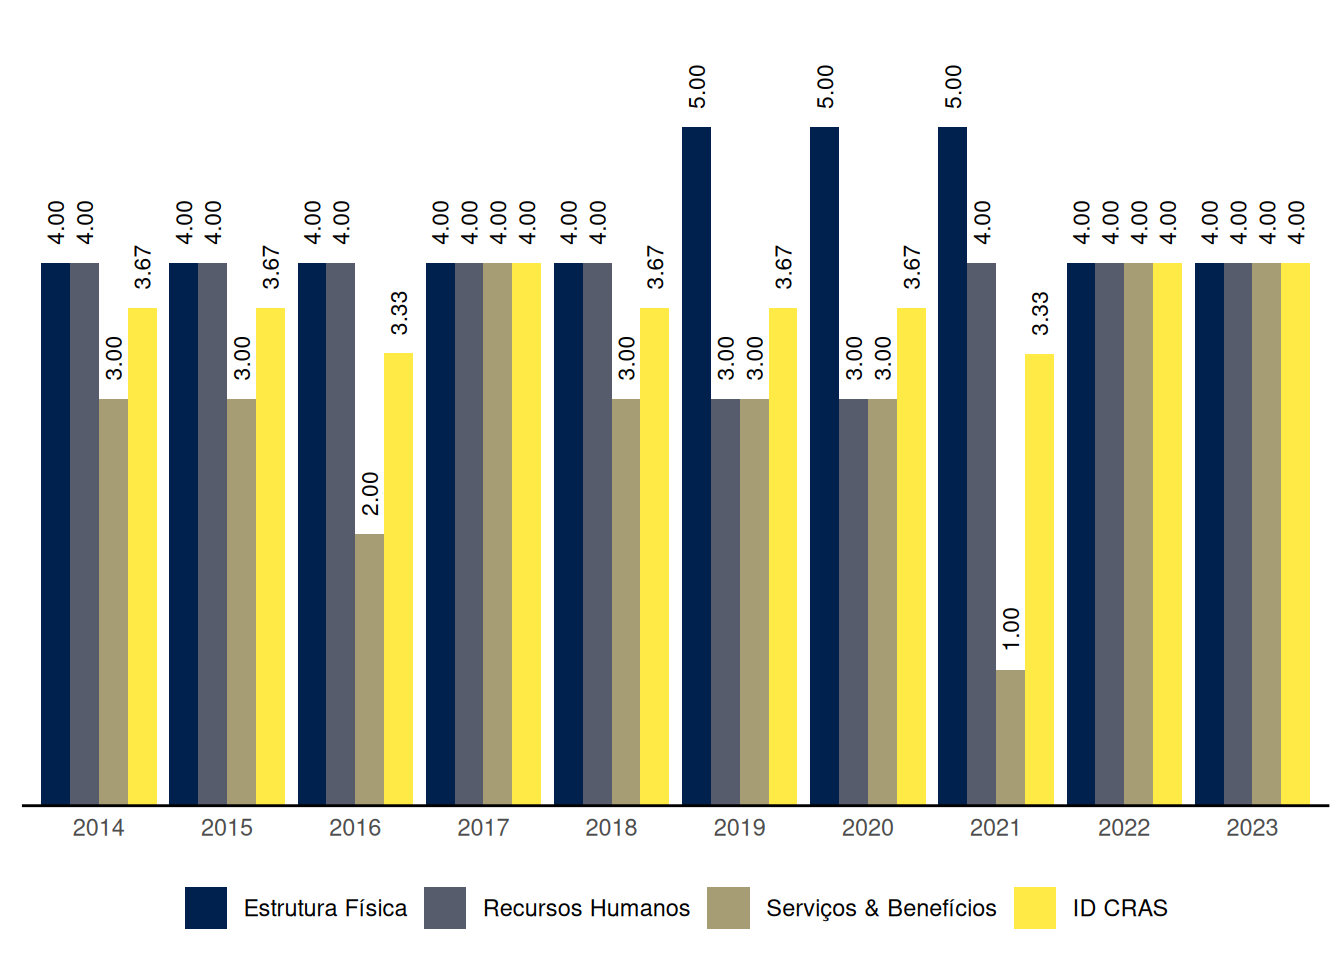 5.00 5.00 5.00
4.00 4.00 4.00 4.00 4.00 4.00 4.00 4.00 4.00 4.00 4.00 4.00 4.00 4.00 4.00 4.00 4.00 4.00 4.00 4.00 4.00
3.67 3.67 3.67 3.67 3.67
3.33 3.33
3.00 3.00 3.00 3.00 3.00 3.00 3.00
2.00
1.00
2014 2015 2016 2017 2018 2019 2020 2021 2022 2023
Estrutura Física Recursos Humanos Serviços & Benefícios ID CRAS